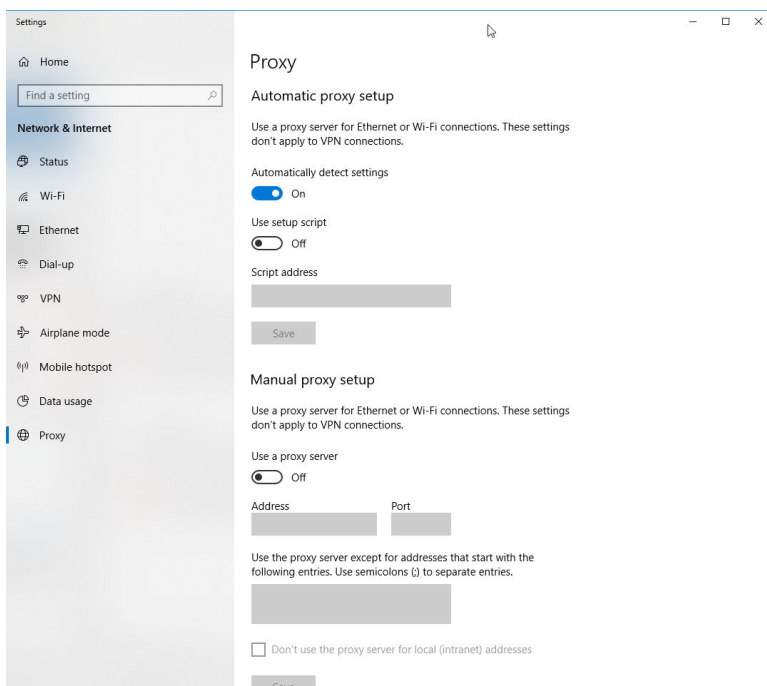 Settings
Home
Find a setting
Network & Internet
Status
Wi-Fi
Ethernet
Dial-up
VPN
Airplane mode
Mobile hotspot
Data usage
Proxy
Proxy
Automatic proxy setup
Use a proxy server for Ethernet or Wi-Fi connections. These settings
don't apply to VPN connections.
Automatically detect settings
On
Use setup script
Off
Script address
Save
Manual proxy setup
Use a proxy server for Ethernet or Wi-Fi connections. These settings
don't apply to VPN connections.
Use a proxy server
Off
Address Port
Use the proxy server except for addresses that start with the
following entries. Use semicolons (;) to separate entries.
Don't use the proxy server for local (intranet) addresses
Save